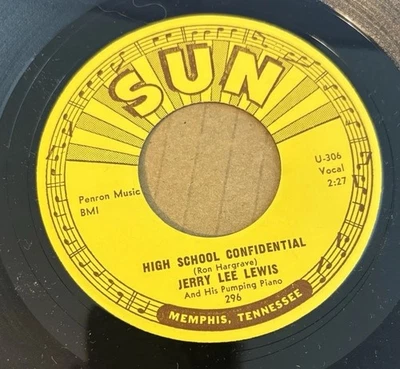 SUN
U-306
Vocal
2:27
Penron Music
BMI
HIGH SCHOOL CONFIDENTIAL
(Ron Hargrave)
JERRY LEE LEWIS
And His Pumping Piano
296
MEMPHIS, TENNESSEE